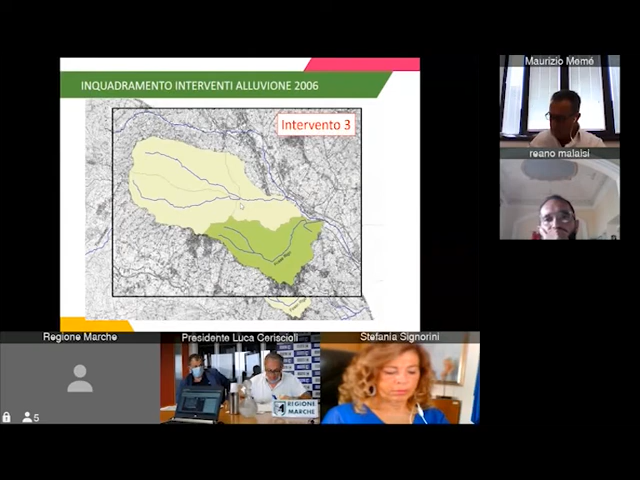 INQUADRAMENTO INTERVENTI ALLUVIONE 2006
Intervento 3
Maurizio Memé
reano malaisi
Regione Marche
Presidente Luca Ceriscioli
Stefania Signorini
5
REGIONE
MARCHE